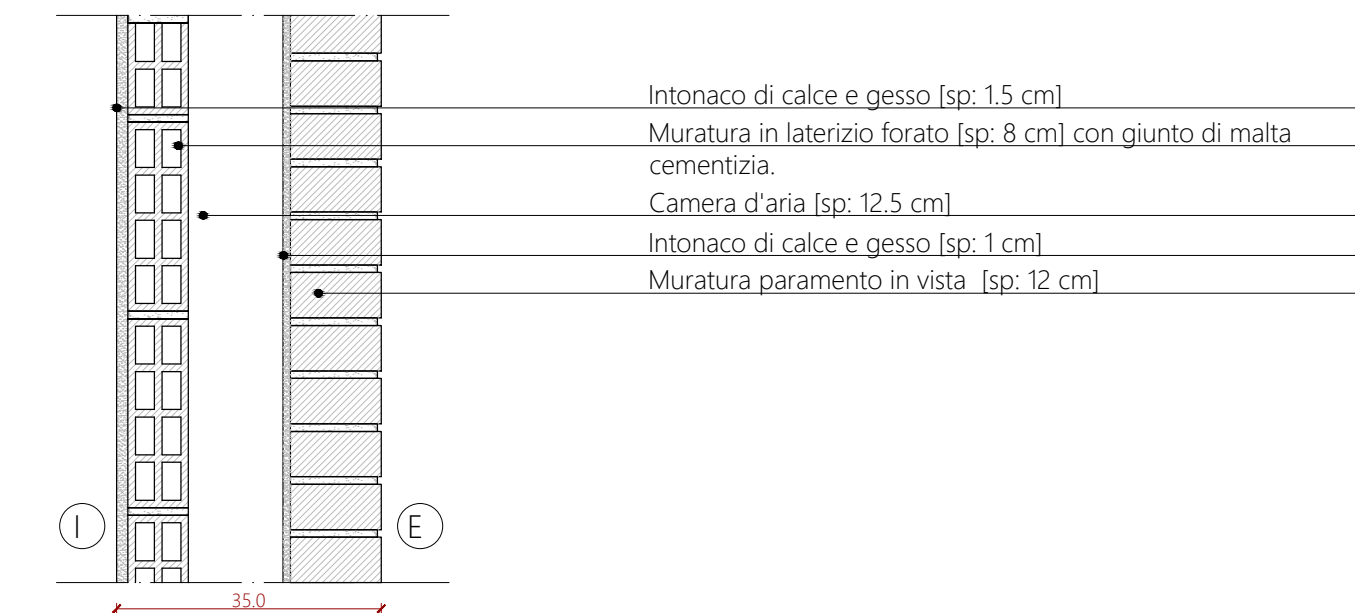 Intonaco di calce e gesso [sp: 1.5 cm]
Muratura in laterizio forato [sp: 8 cm] con giunto di malta
cementizia.
Camera d'aria [sp: 12.5 cm]
Intonaco di calce e gesso [sp: 1 cm]
Muratura paramento in vista [sp: 12 cm]
I
E
35.0